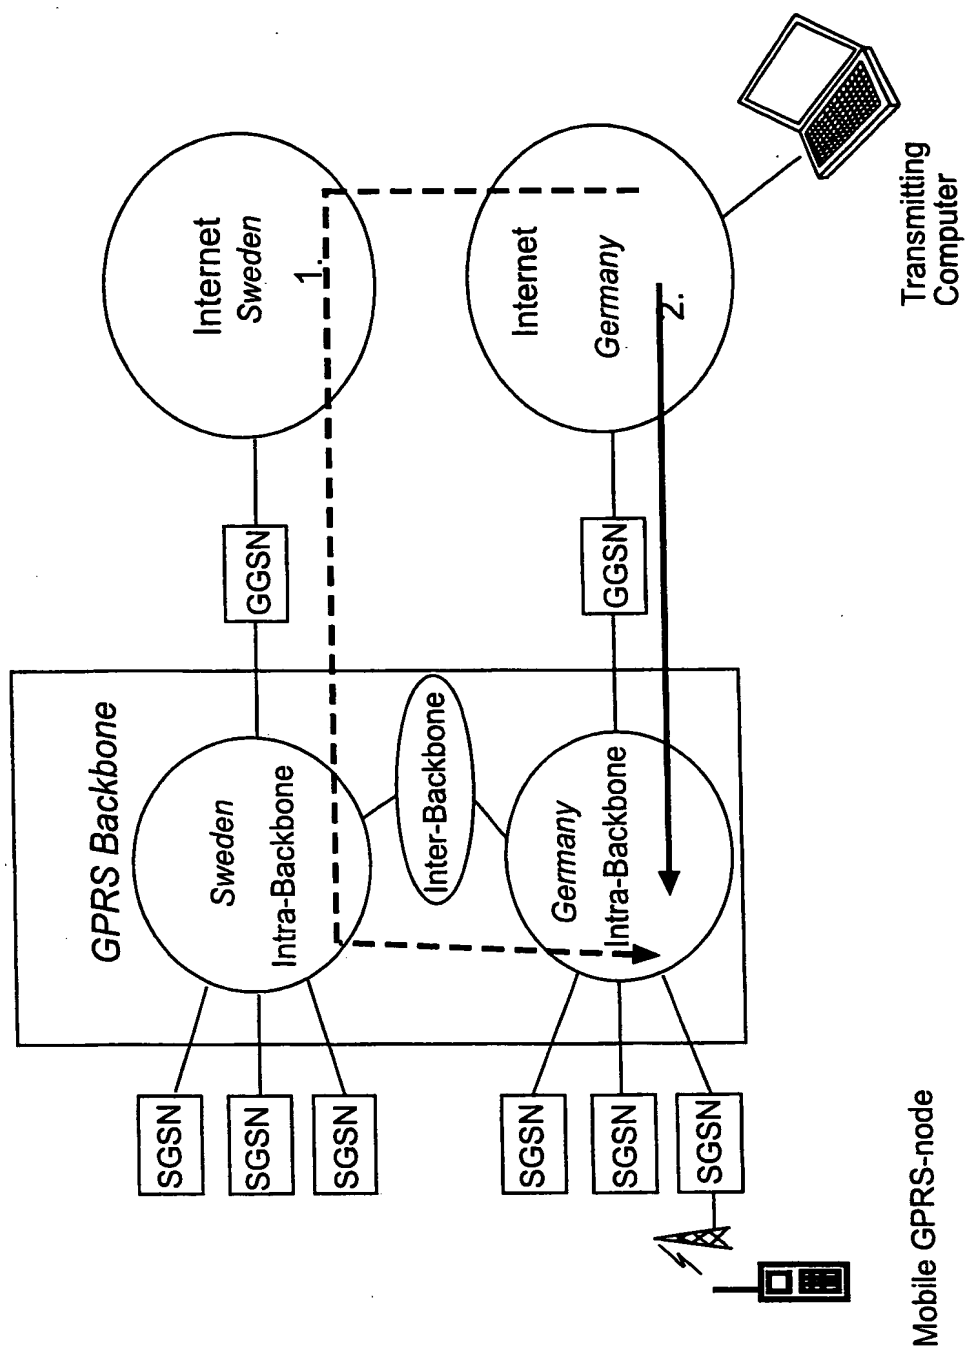 GPRS Backbone
SGSN
SGSN
SGSN
Sweden
Intra-Backbone
GGSN
Internet
Sweden
1.
Inter-Backbone
SGSN
SGSN
SGSN
Germany
Intra-Backbone
GGSN
Internet
Germany
2.
Mobile GPRS-node
Transmitting
Computer